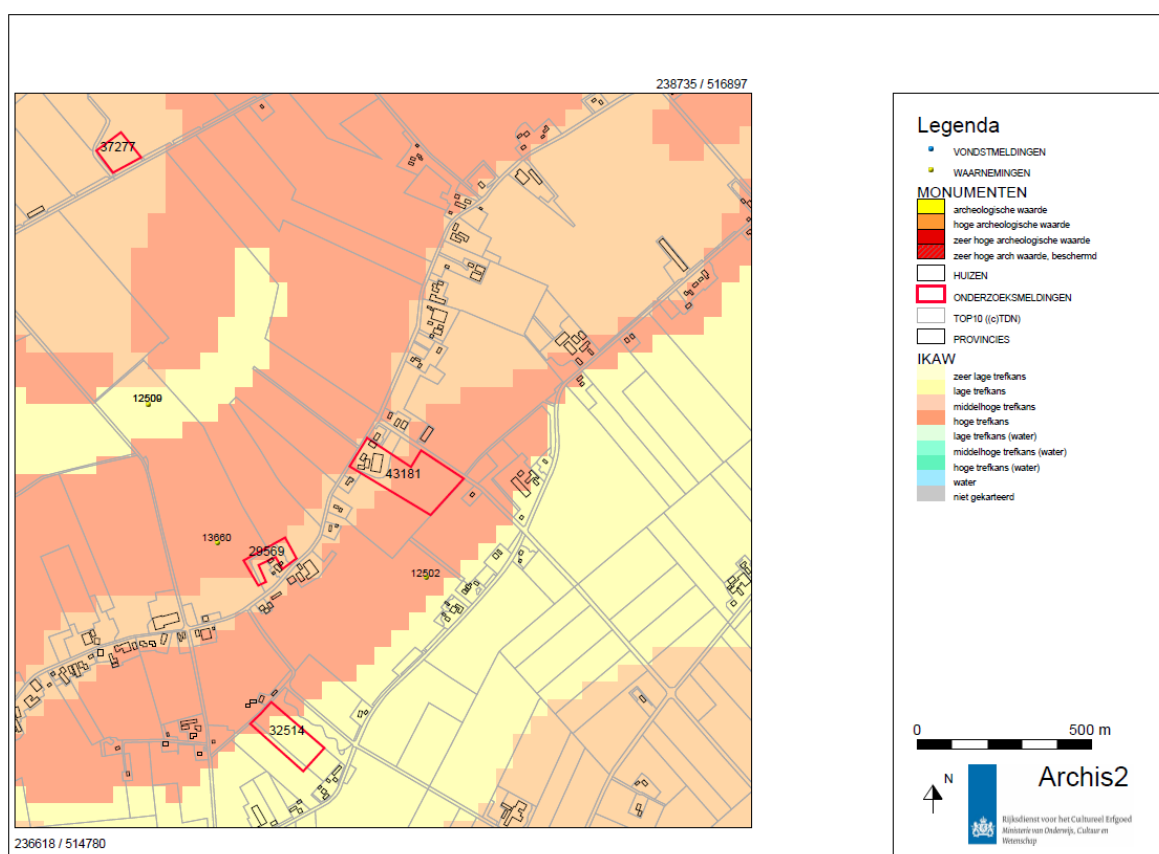 238735 / 516897
37277
12509
43181
13660
29569
12502
32514
236618 / 514780
Legenda
VONDSTMELDINGEN
WAARNEMINGEN
MONUMENTEN
archeologische waarde
hoge archeologische waarde
zeer hoge archeologische waarde
zeer hoge arch waarde, beschermd
HUIZEN
ONDERZOEKSMELDINGEN
TOP10 ((c)TDN)
PROVINCIES
IKAW
zeer lage trefkans
lage trefkans
middelhoge trefkans
hoge trefkans
lage trefkans (water)
middelhoge trefkans (water)
hoge trefkans (water)
water
niet gekarteerd
0 500 m
N
Archis2
Rijksdienst voor het Cultureel Erfgoed
Ministerie van Onderwijs, Cultuur en
Wetenschap